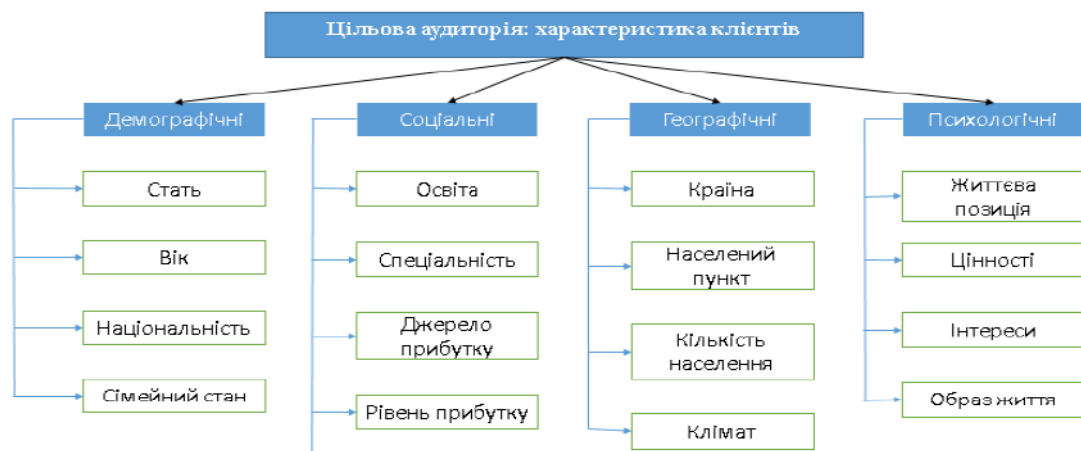 Цільова аудиторія: характеристика клієнтів
Демографічні
Стать
Вік
Національність
Сімейний стан
Соціальні
Освіта
Спеціальність
Джерело
прибутку
Рівень прибутку
Географічні
Країна
Населений
пункт
Кількість
населення
Клімат
Психологічні
Життєва
позиція
Цінності
Інтереси
Образ життя